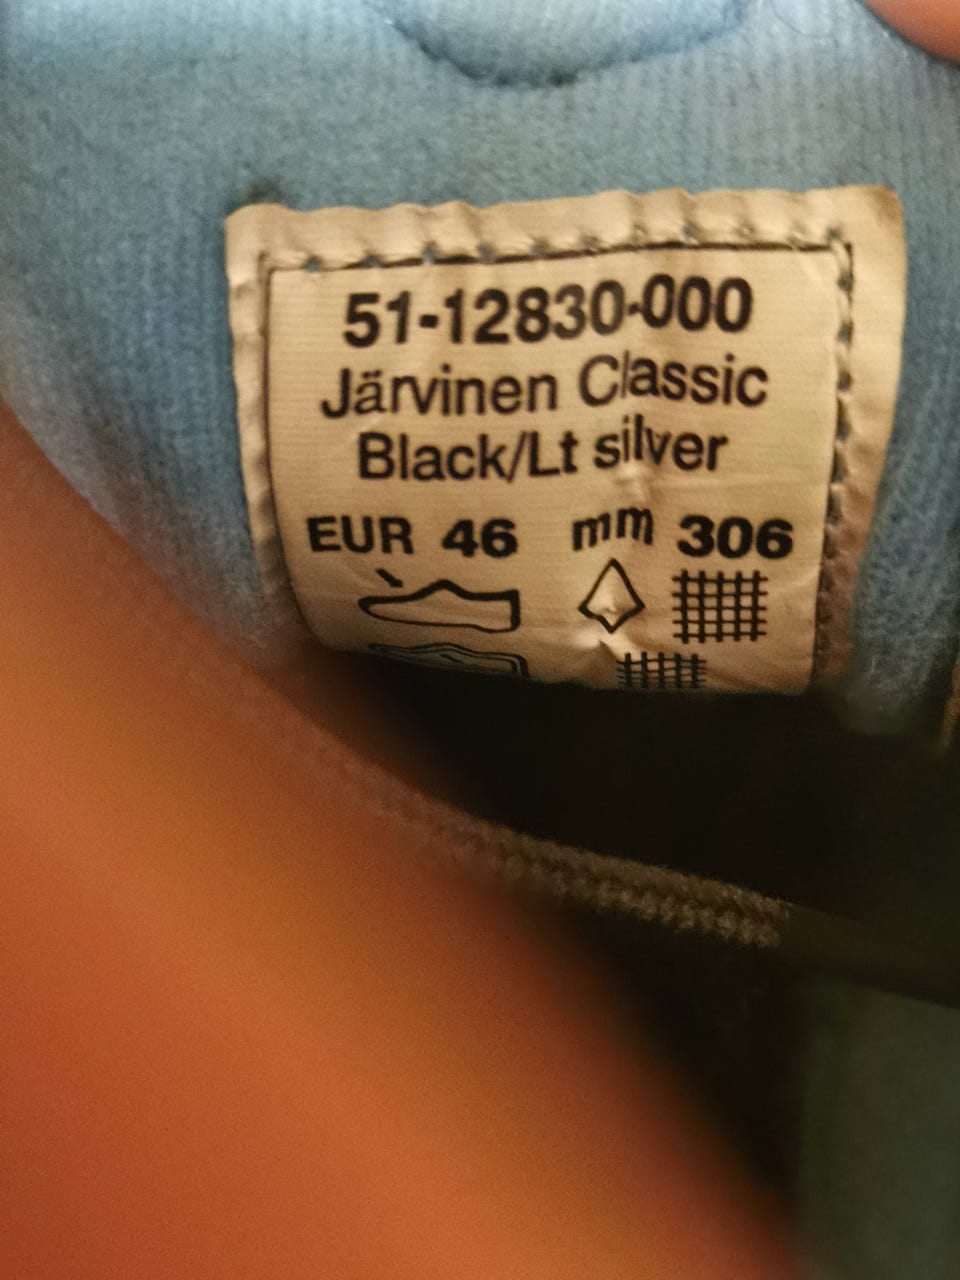 51-12830-000
Järvinen Classic
Black/Lt silver
EUR 46 mm 306